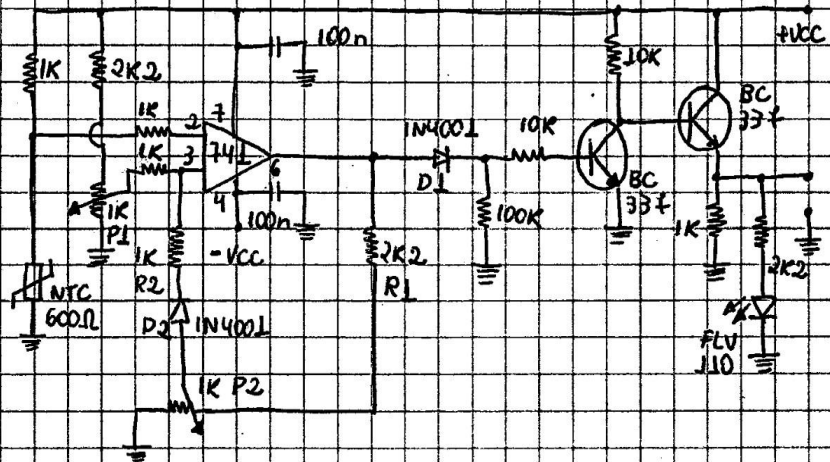 100n
+VCC
1K
2K2
10K
BC
337
1K
2
7
1N4001
10K
1K
3
741
6
D1
BC
337
1K
P1
4
100n
100K
1K
-VCC
1K
R2
2K2
R1
2K2
NTC
600Ω
D2
1N4001
FLV
110
1K P2